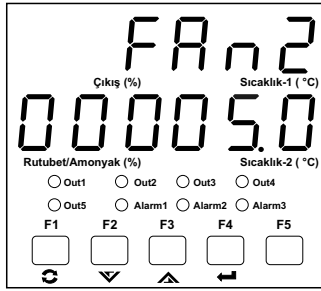 FAn2
Çıkış (%) Sıcaklık-1 ( °C)
00005.0
Rutubet/Amonyak (%) Sıcaklık-2 ( °C)
Out1 Out2 Out3 Out4
Out5 Alarm1 Alarm2 Alarm3
F1 F2 F3 F4 F5